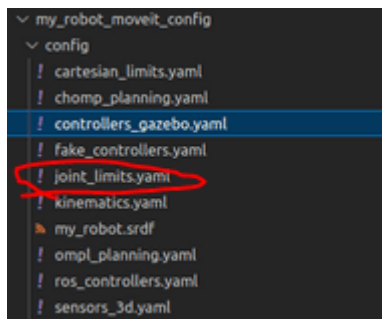 my_robot_moveit_config
config
cartesian_limits.yaml
chomp_planning.yaml
controllers_gazebo.yaml
fake_controllers.yaml
joint_limits.yaml
kinematics.yaml
my_robot.srdf
ompl_planning.yaml
ros_controllers.yaml
sensors_3d.yaml